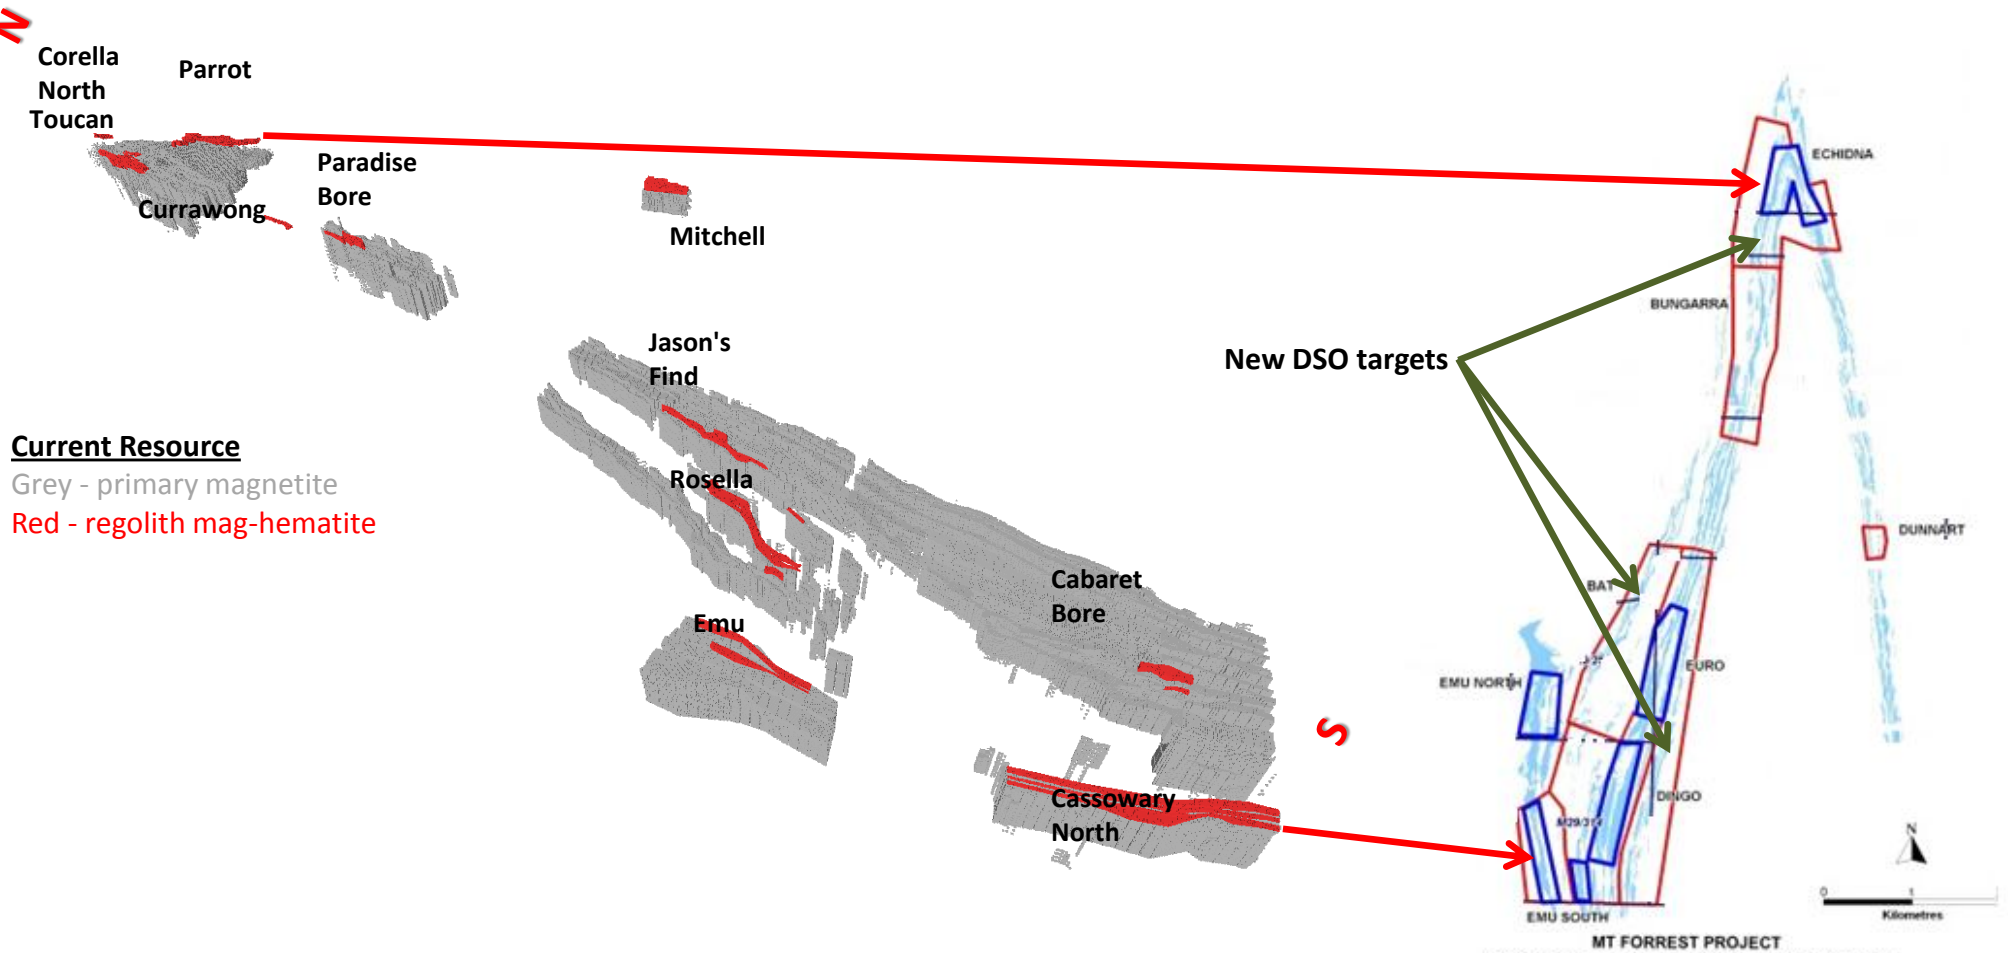 N
Corella
North
Toucan
Parrot
Currawong
Paradise
Bore
Mitchell
Jason's
Find
Current Resource
Grey - primary magnetite
Red - regolith mag-hematite
Rosella
Emu
Cabaret
Bore
Cassowary
North
S
New DSO targets
ECHIDNA
BUNGARRA
DUNNART
BAT
EURO
EMU NORTH
DINGO
M29/314
EMU SOUTH
N
0 1
Kilometres
MT FORREST PROJECT